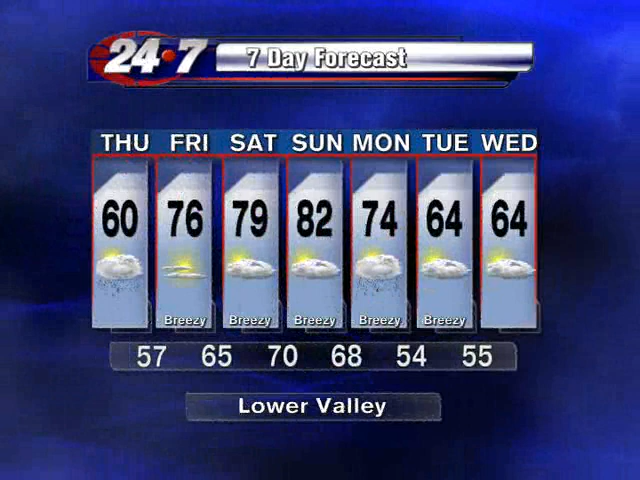 24·7 7 Day Forecast
THU FRI SAT SUN MON TUE WED
60 76 79 82 74 64 64
Breezy Breezy Breezy Breezy Breezy
57 65 70 68 54 55
Lower Valley